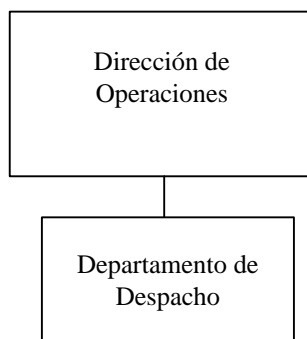 Dirección de
Operaciones
Departamento de
Despacho